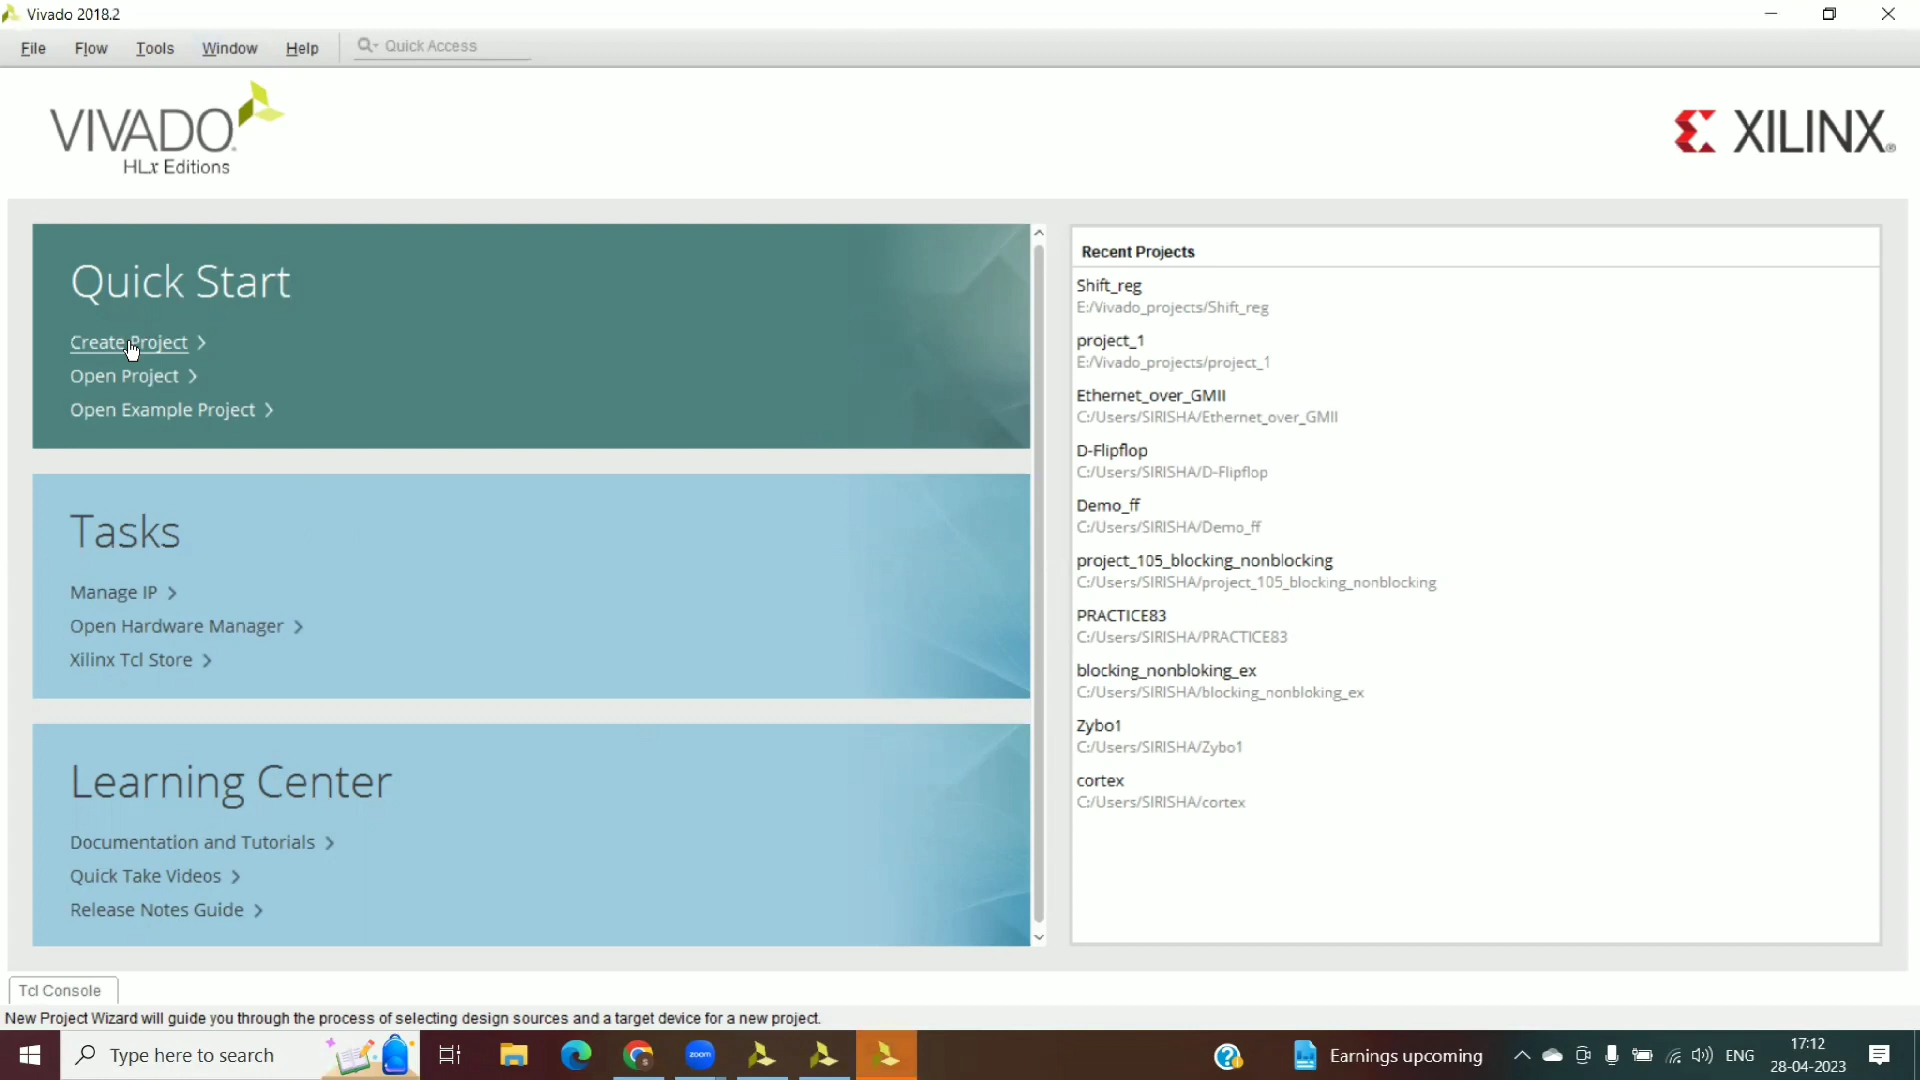 Vivado 2018.2
File Flow Tools Window Help Quick Access
VIVADO
HLx Editions
XILINX
Quick Start
Create Project
Open Project
Open Example Project
Tasks
Manage IP
Open Hardware Manager
Xilinx Tcl Store
Learning Center
Documentation and Tutorials
Quick Take Videos
Release Notes Guide
Recent Projects
Shift_reg
E:/Vivado_projects/Shift_reg
project_1
E:/Vivado_projects/project_1
Ethernet_over_GMII
C:/Users/SIRISHA/Ethernet_over_GMII
D-Flipflop
C:/Users/SIRISHA/D-Flipflop
Demo_ff
C:/Users/SIRISHA/Demo_ff
project_105_blocking_nonblocking
C:/Users/SIRISHA/project_105_blocking_nonblocking
PRACTICE83
C:/Users/SIRISHA/PRACTICE83
blocking_nonbloking_ex
C:/Users/SIRISHA/blocking_nonbloking_ex
Zybo1
C:/Users/SIRISHA/Zybo1
cortex
C:/Users/SIRISHA/cortex
Tcl Console
New Project Wizard will guide you through the process of selecting design sources and a target device for a new project.
Type here to search
zoom
Earnings upcoming
ENG
17:12
28-04-2023